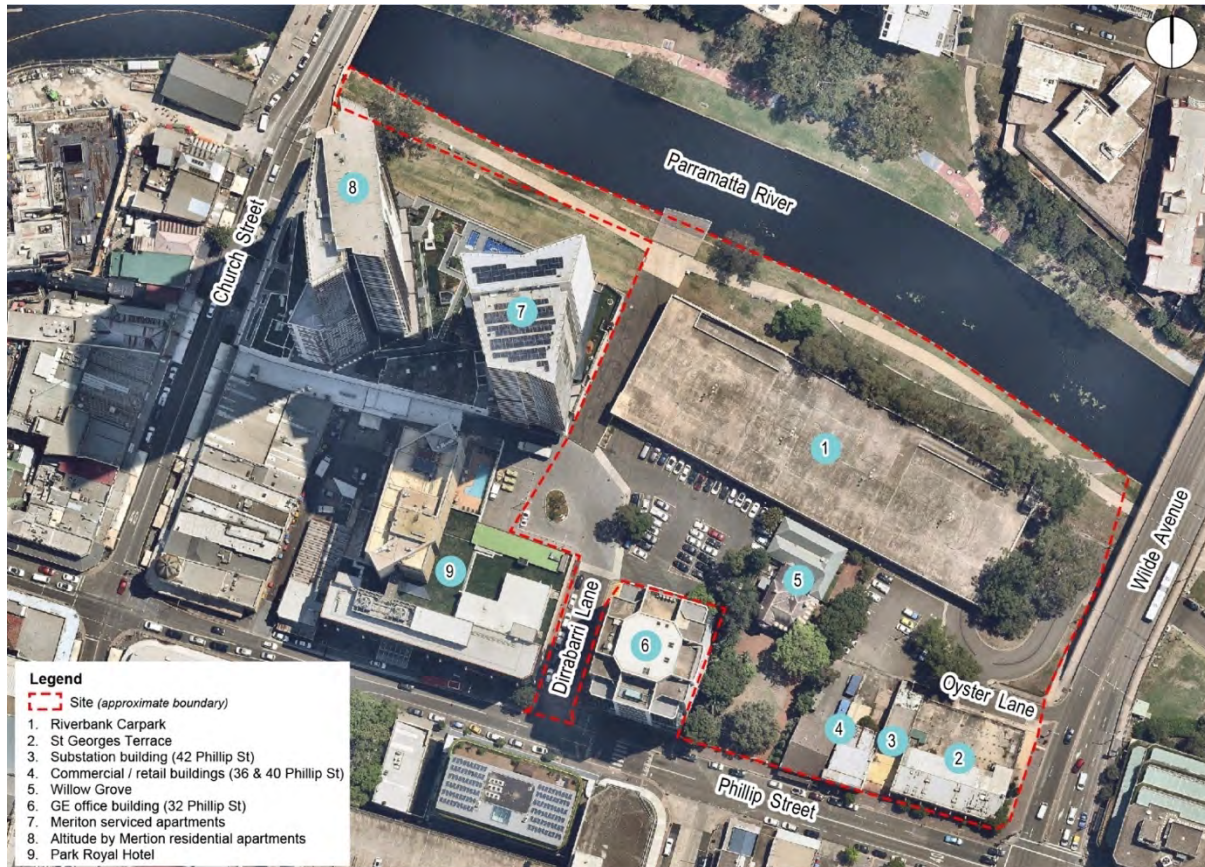 Parramatta River
8
Church Street
7
1
Wilde Avenue
5
9
Dirrabarri Lane
6
Oyster Lane
4
3
2
Phillip Street
Legend
Site (approximate boundary)
1. Riverbank Carpark
2. St Georges Terrace
3. Substation building (42 Phillip St)
4. Commercial / retail buildings (36 & 40 Phillip St)
5. Willow Grove
6. GE office building (32 Phillip St)
7. Meriton serviced apartments
8. Altitude by Mertion residential apartments
9. Park Royal Hotel